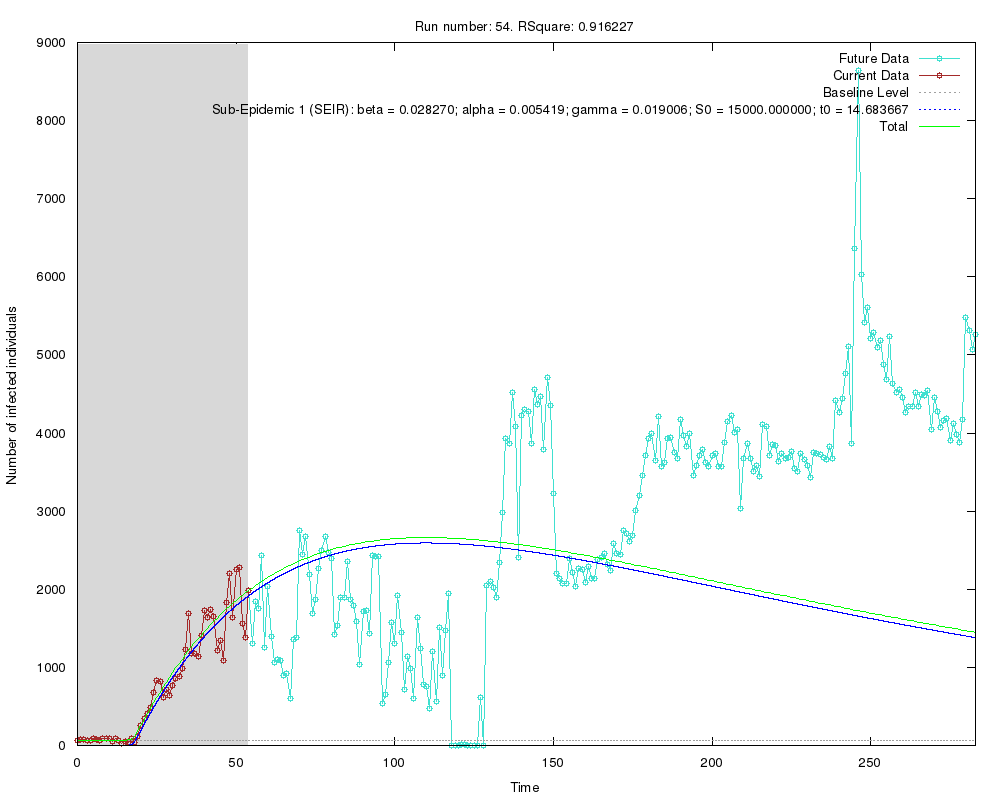 Run number: 54. RSquare: 0.916227
9000
8000
7000
6000
5000
4000
3000
2000
1000
0
Number of infected individuals
Future Data
Current Data
Baseline Level
Sub-Epidemic 1 (SEIR): beta = 0.028270; alpha = 0.005419; gamma = 0.019006; S0 = 15000.000000; t0 = 14.683667
Total
0 50 100 150 200 250
Time